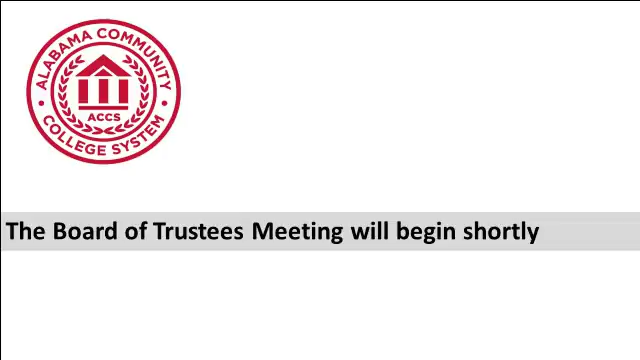 ALABAMA COMMUNITY
ACCS
COLLEGE SYSTEM
The Board of Trustees Meeting will begin shortly